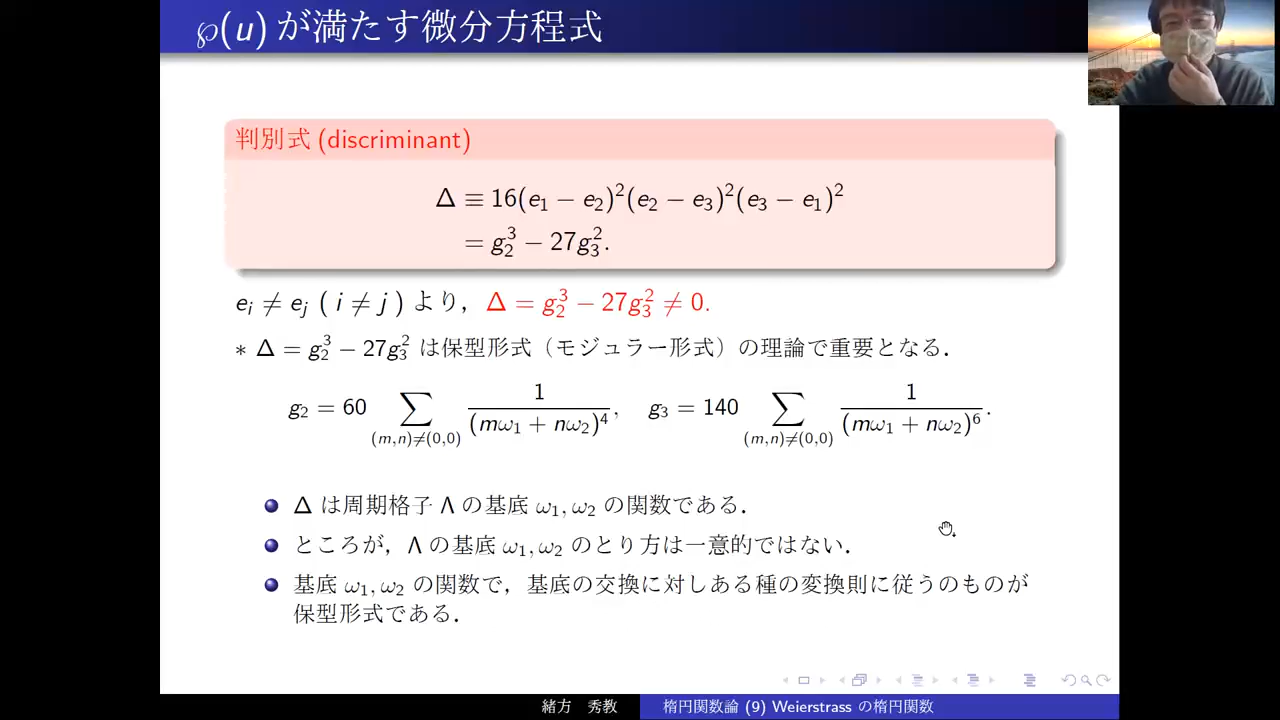 ℘(u) が満たす微分方程式
判別式 (discriminant)
Δ ≡ 16(e₁ − e₂)²(e₂ − e₃)²(e₃ − e₁)²
= g₂³ − 27g₃².
eᵢ ≠ eⱼ ( i ≠ j ) より, Δ = g₂³ − 27g₃² ≠ 0.
* Δ = g₂³ − 27g₃² は保型形式（モジュラー形式）の理論で重要となる.
g₂ = 60 ∑_{(m,n)≠(0,0)} 1/(mω₁ + nω₂)⁴, g₃ = 140 ∑_{(m,n)≠(0,0)} 1/(mω₁ + nω₂)⁶.
Δ は周期格子 Λ の基底 ω₁, ω₂ の関数である.
ところが, Λ の基底 ω₁, ω₂ のとり方は一意的ではない.
基底 ω₁, ω₂ の関数で, 基底の交換に対しある種の変換則に従うのものが
保型形式である.
緒方 秀教 楕円関数論 (9) Weierstrass の楕円関数